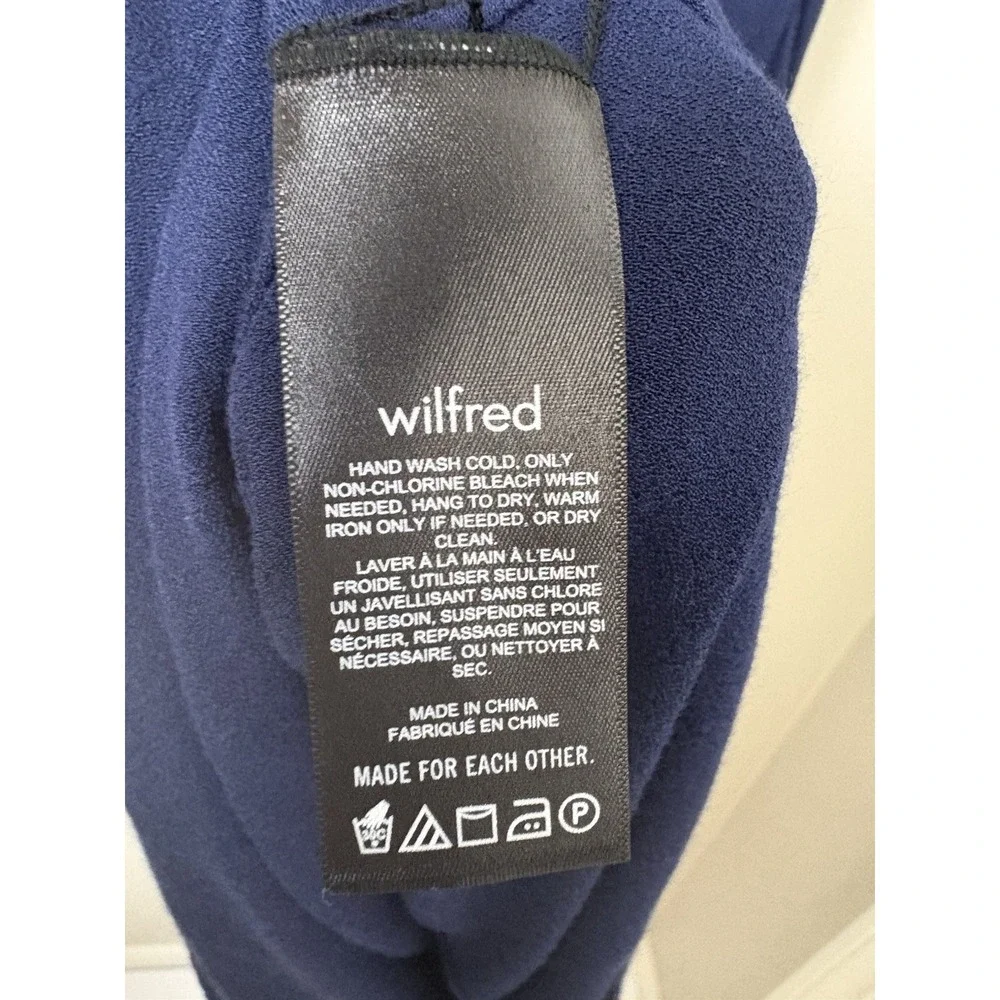 wilfred
HAND WASH COLD. ONLY
NON-CHLORINE BLEACH WHEN
NEEDED, HANG TO DRY, WARM
IRON ONLY IF NEEDED. OR DRY
CLEAN.
LAVER À LA MAIN À L'EAU
FROIDE, UTILISER SEULEMENT
UN JAVELLISANT SANS CHLORE
AU BESOIN, SUSPENDRE POUR
SÉCHER, REPASSAGE MOYEN SI
NÉCESSAIRE, OU NETTOYER À
SEC.
MADE IN CHINA
FABRIQUÉ EN CHINE
MADE FOR EACH OTHER.
30C P